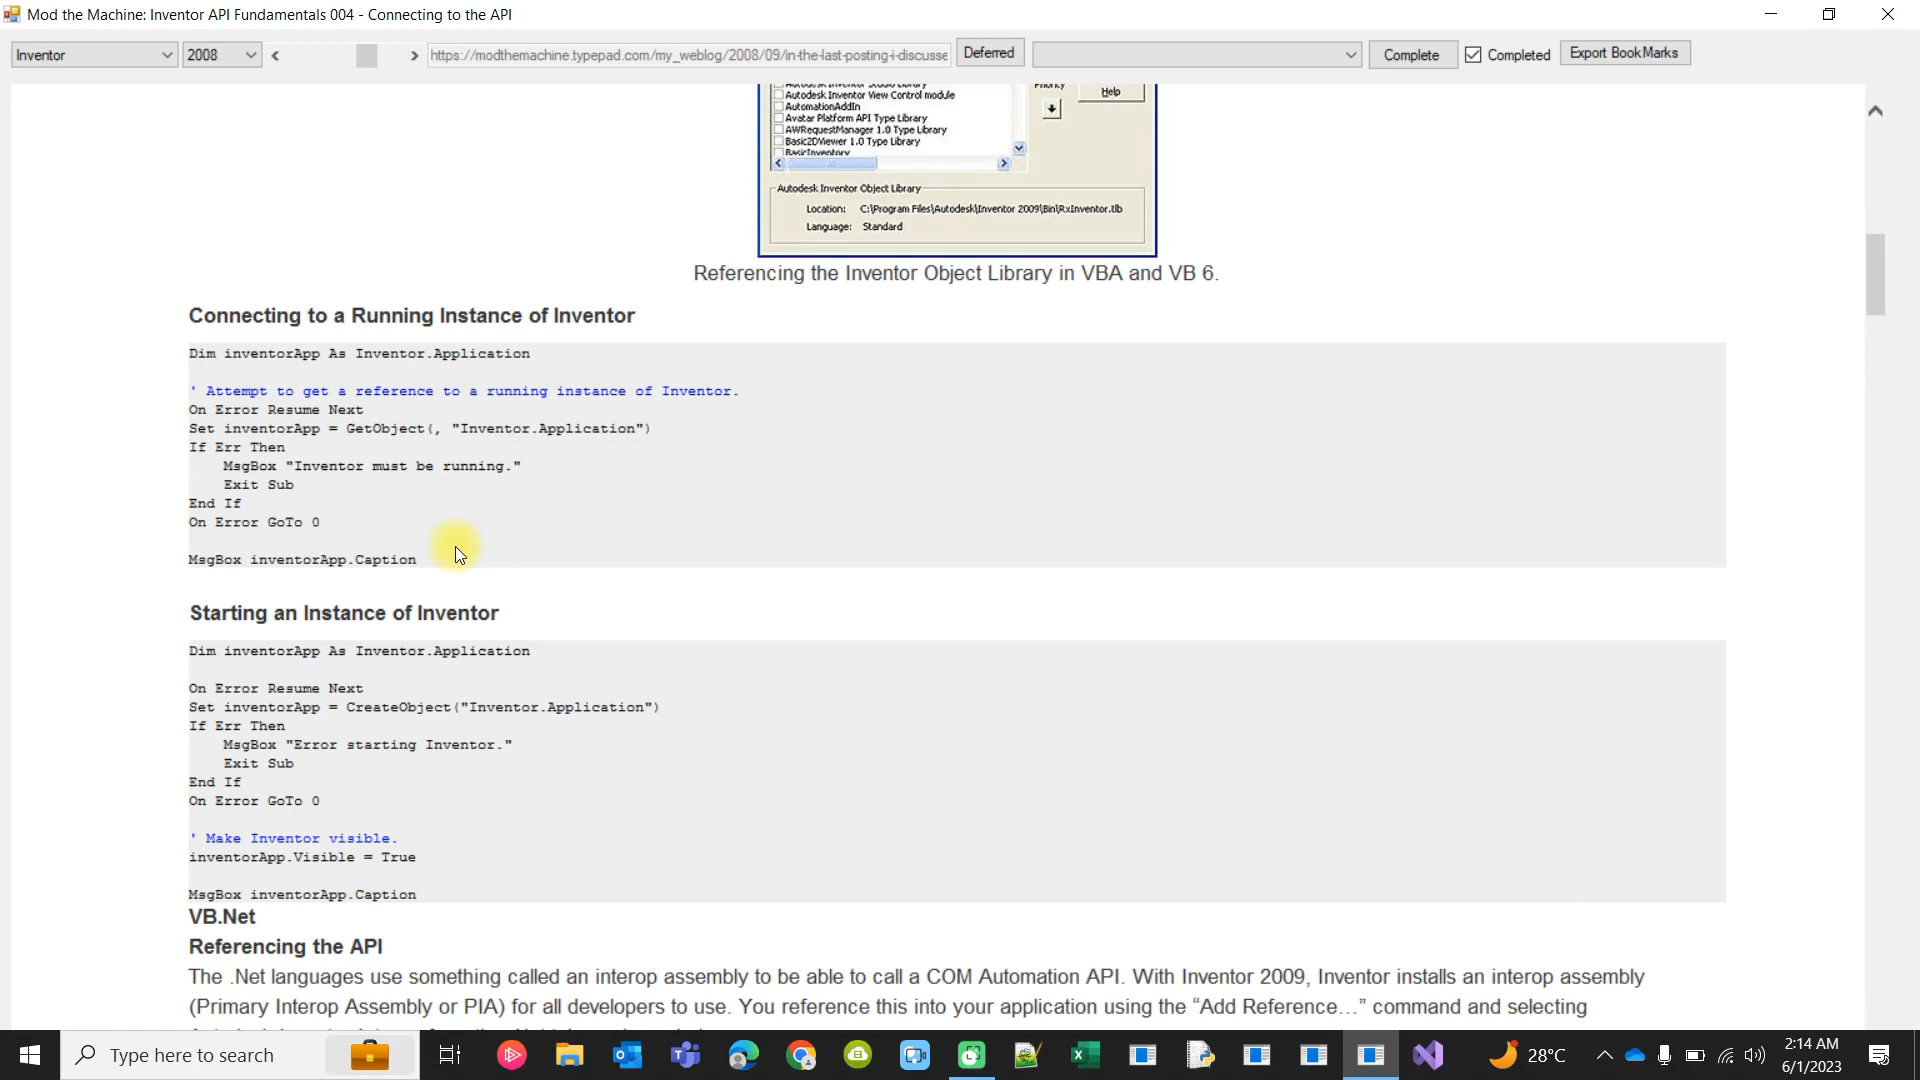 Mod the Machine: Inventor API Fundamentals 004 - Connecting to the API
Inventor 2008 https://modthemachine.typepad.com/my_weblog/2008/09/in-the-last-posting-i-discusse Deferred Complete Completed Export BookMarks
Autodesk Inventor Studio Library
Priority
Autodesk Inventor View Control module
Help
AutomationAddIn
Avatar Platform API Type Library
AWRequestManager 1.0 Type Library
Basic2DViewer 1.0 Type Library
BasicInventory
Autodesk Inventor Object Library
Location: C:\Program Files\Autodesk\Inventor 2009\Bin\RxInventor.tlb
Language: Standard
Referencing the Inventor Object Library in VBA and VB 6.
Connecting to a Running Instance of Inventor
Dim inventorApp As Inventor.Application
' Attempt to get a reference to a running instance of Inventor.
On Error Resume Next
Set inventorApp = GetObject(, "Inventor.Application")
If Err Then
MsgBox "Inventor must be running."
Exit Sub
End If
On Error GoTo 0
MsgBox inventorApp.Caption
Starting an Instance of Inventor
Dim inventorApp As Inventor.Application
On Error Resume Next
Set inventorApp = CreateObject("Inventor.Application")
If Err Then
MsgBox "Error starting Inventor."
Exit Sub
End If
On Error GoTo 0
' Make Inventor visible.
inventorApp.Visible = True
MsgBox inventorApp.Caption
VB.Net
Referencing the API
The .Net languages use something called an interop assembly to be able to call a COM Automation API. With Inventor 2009, Inventor installs an interop assembly
(Primary Interop Assembly or PIA) for all developers to use. You reference this into your application using the “Add Reference…” command and selecting
Type here to search
28°C
2:14 AM
6/1/2023